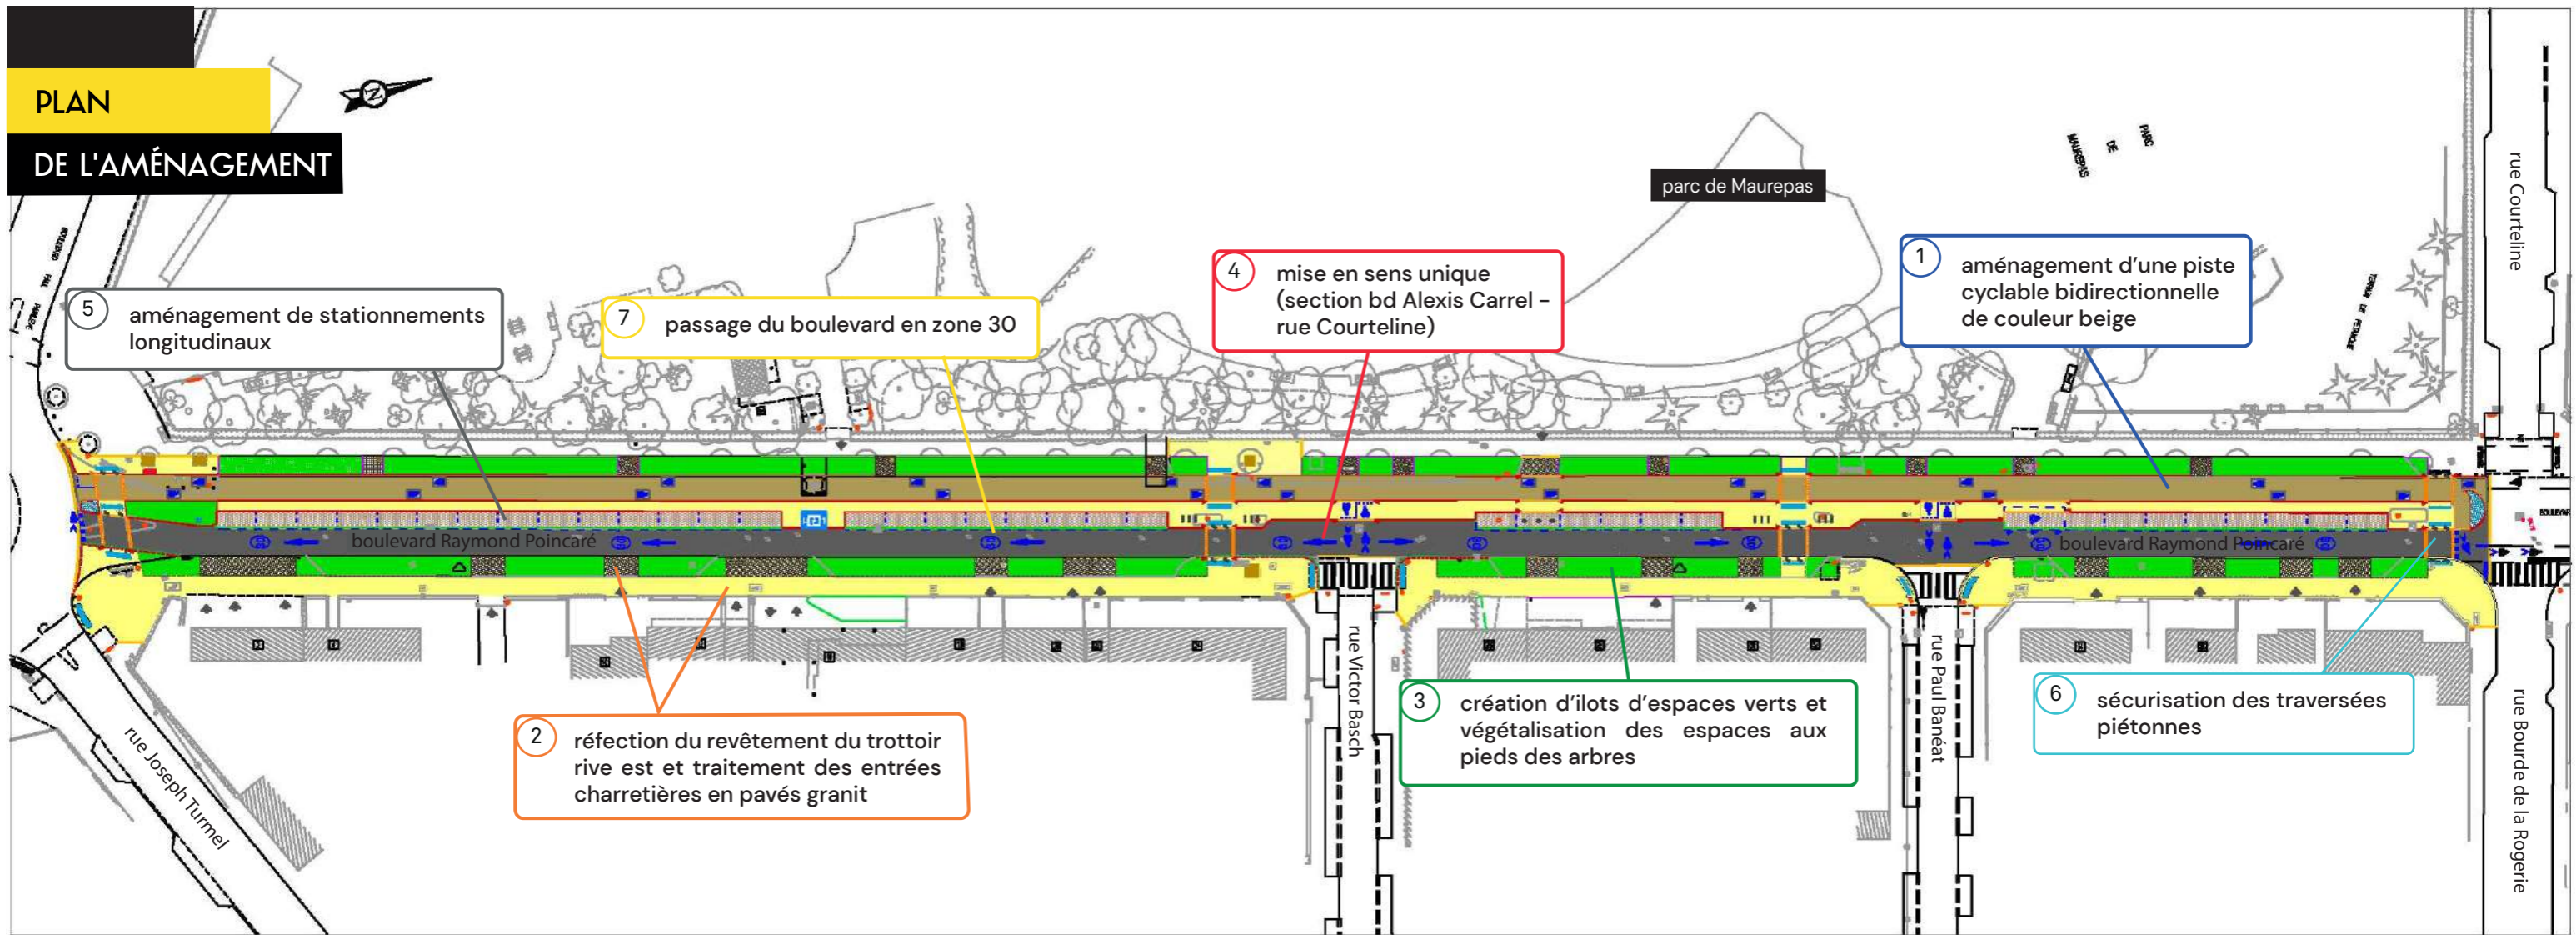 PLAN
DE L'AMÉNAGEMENT
N
PARC
DE
MAUREPAS
parc de Maurepas
rue Courteline
1
aménagement d'une piste
cyclable bidirectionnelle
de couleur beige
4
mise en sens unique
(section bd Alexis Carrel -
rue Courteline)
5
aménagement de stationnements
longitudinaux
7
passage du boulevard en zone 30
boulevard Raymond Poincaré
boulevard Raymond Poincaré
2
réfection du revêtement du trottoir
rive est et traitement des entrées
charretières en pavés granit
3
création d'ilots d'espaces verts et
végétalisation des espaces aux
pieds des arbres
6
sécurisation des traversées
piétonnes
rue Joseph Turmel
rue Victor Basch
rue Paul Banéat
rue Bourde de la Rogerie